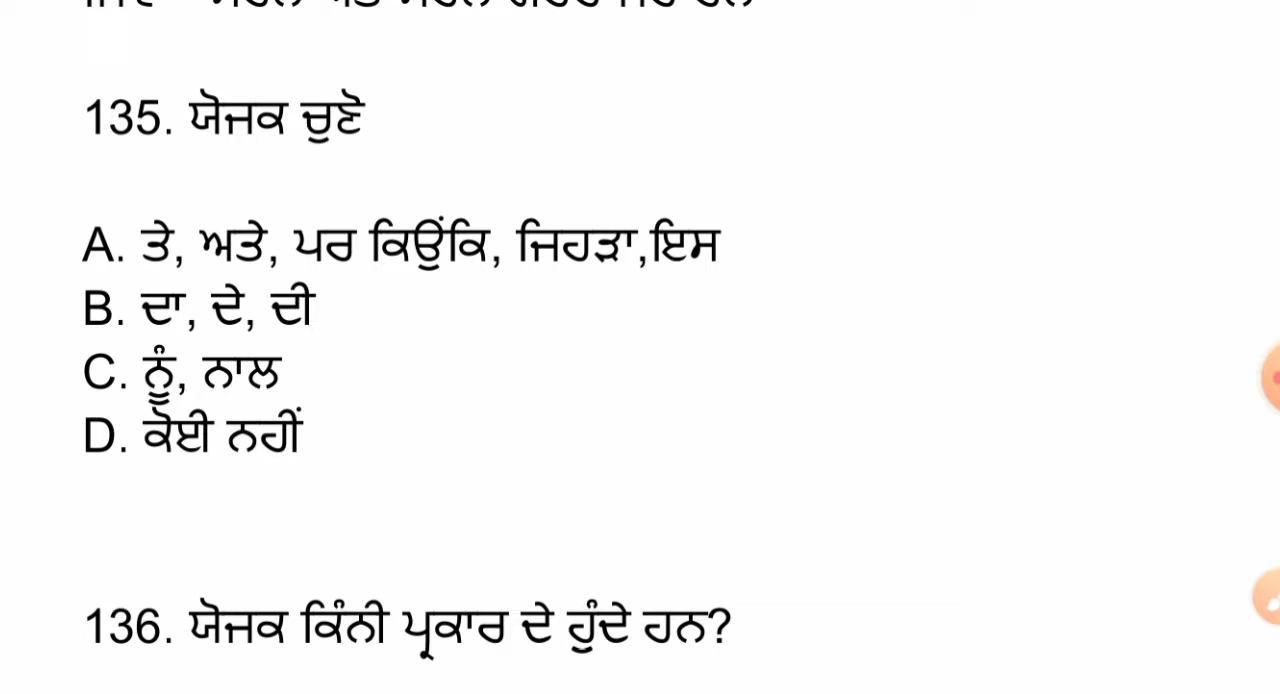 135. ਯੋਜਕ ਚੁਣੋ
A. ਤੇ, ਅਤੇ, ਪਰ ਕਿਉਂਕਿ, ਜਿਹੜਾ,ਇਸ
B. ਦਾ, ਦੇ, ਦੀ
C. ਨੂੰ, ਨਾਲ
D. ਕੋਈ ਨਹੀਂ
136. ਯੋਜਕ ਕਿੰਨੀ ਪ੍ਰਕਾਰ ਦੇ ਹੁੰਦੇ ਹਨ?